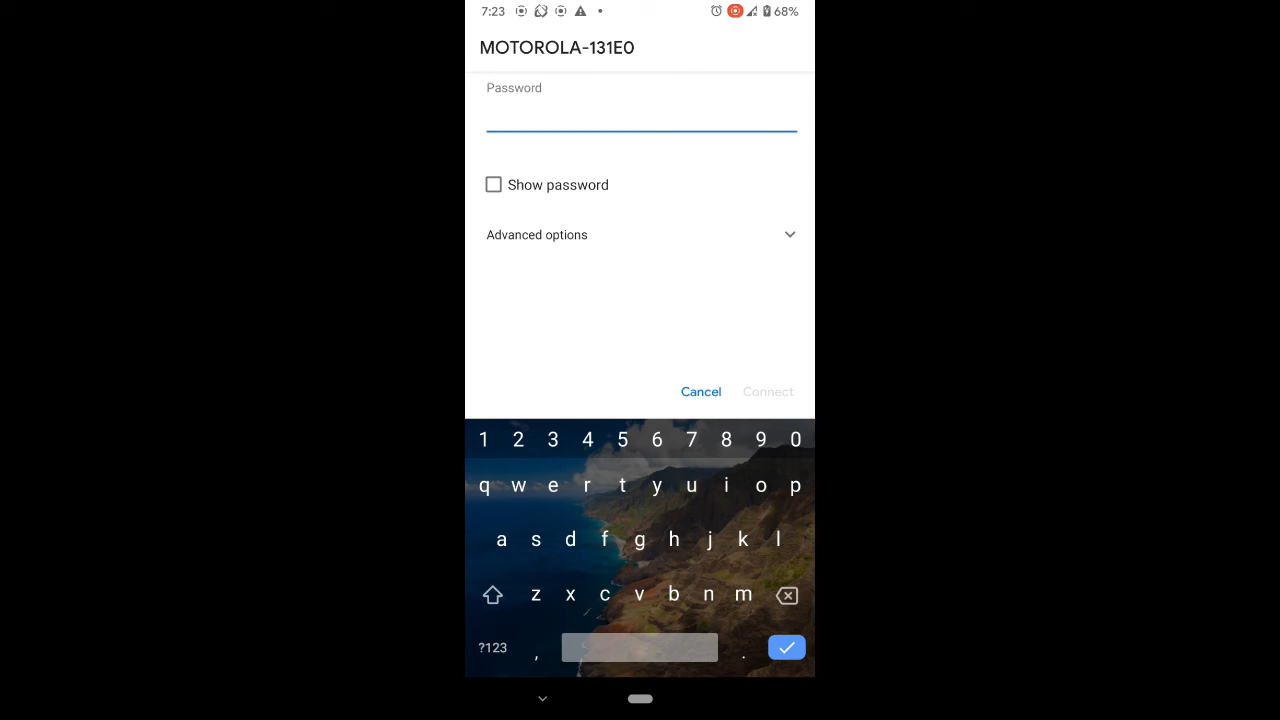 7:23 68%
MOTOROLA-131E0
Password
Show password
Advanced options
Cancel Connect
1 2 3 4 5 6 7 8 9 0
q w e r t y u i o p
a s d f g h j k l
z x c v b n m
?123 , .